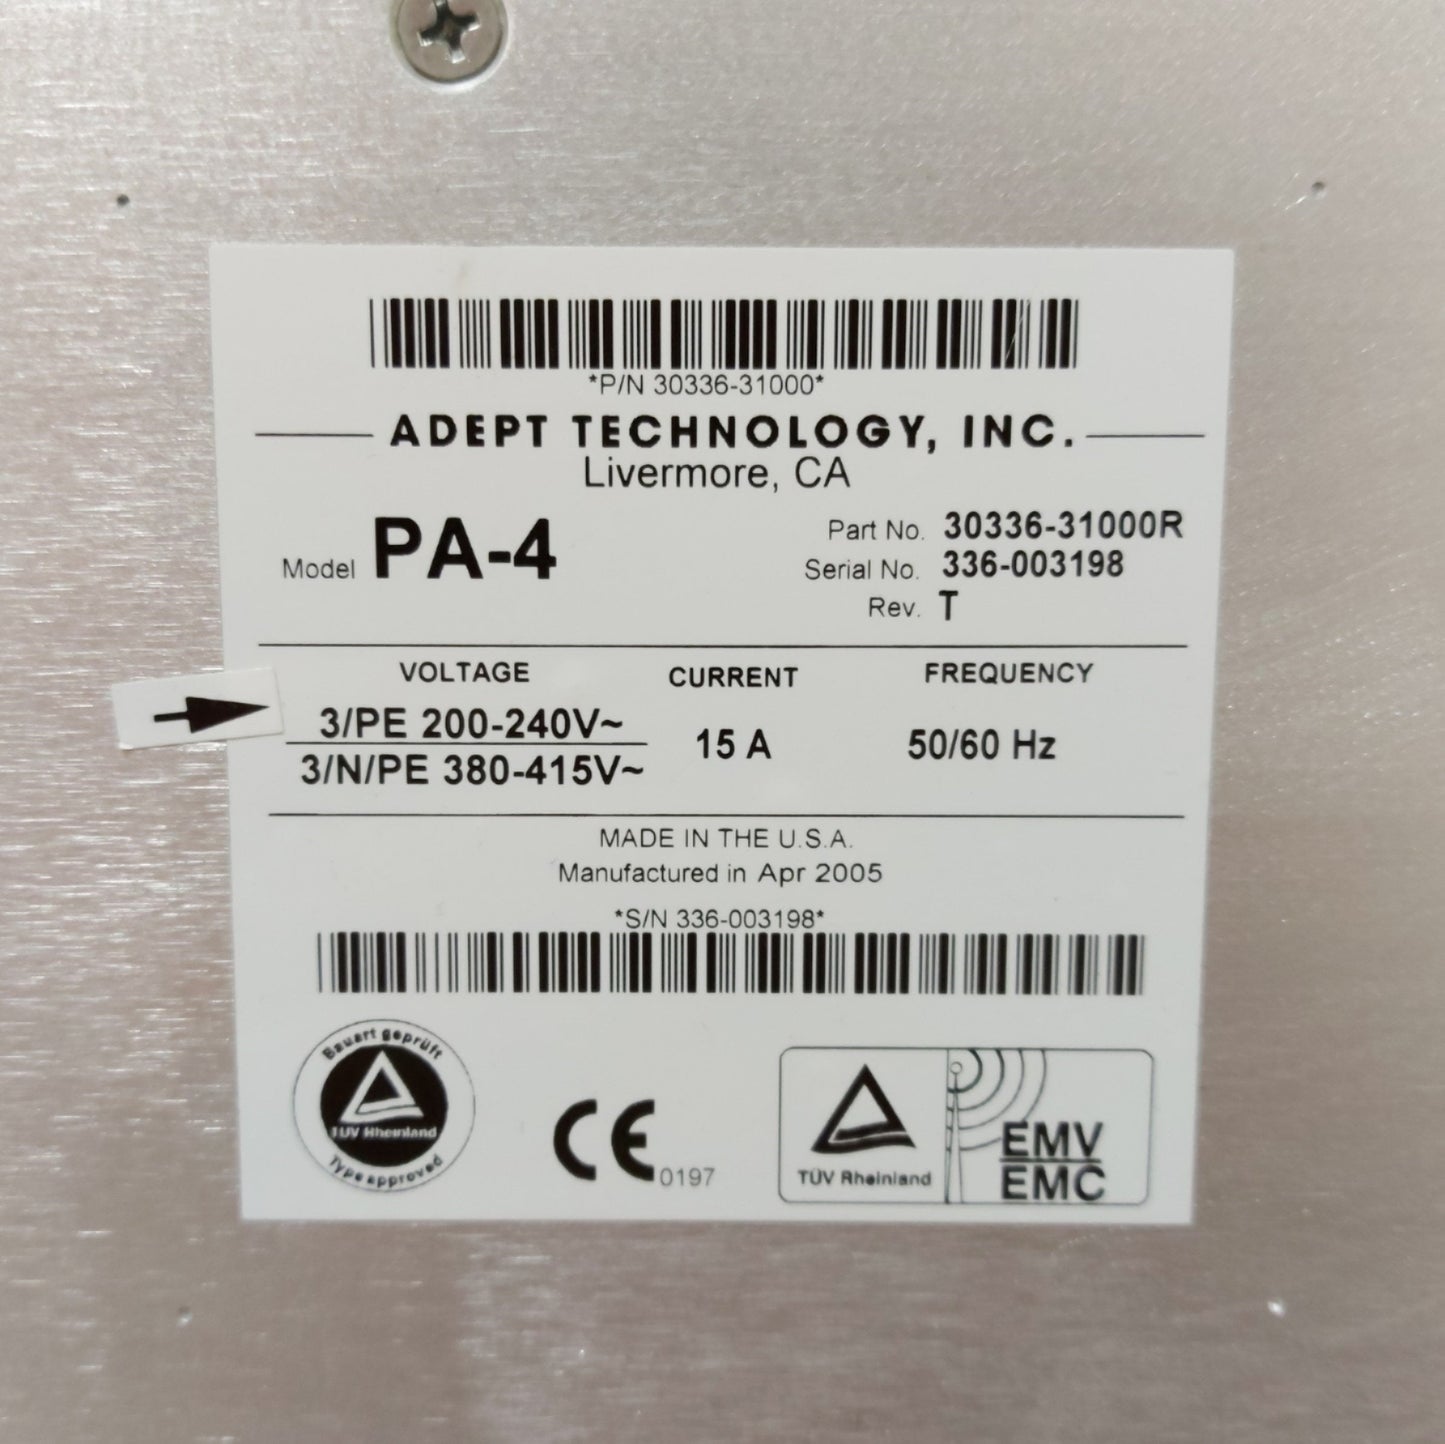 *P/N 30336-31000*
ADEPT TECHNOLOGY, INC.
Livermore, CA
Model PA-4
Part No. 30336-31000R
Serial No. 336-003198
Rev. T
VOLTAGE CURRENT FREQUENCY
3/PE 200-240V~
3/N/PE 380-415V~
15 A
50/60 Hz
MADE IN THE U.S.A.
Manufactured in Apr 2005
*S/N 336-003198*
Bauart geprüft
TÜV Rheinland
Type approved
CE 0197
TÜV Rheinland
EMV
EMC